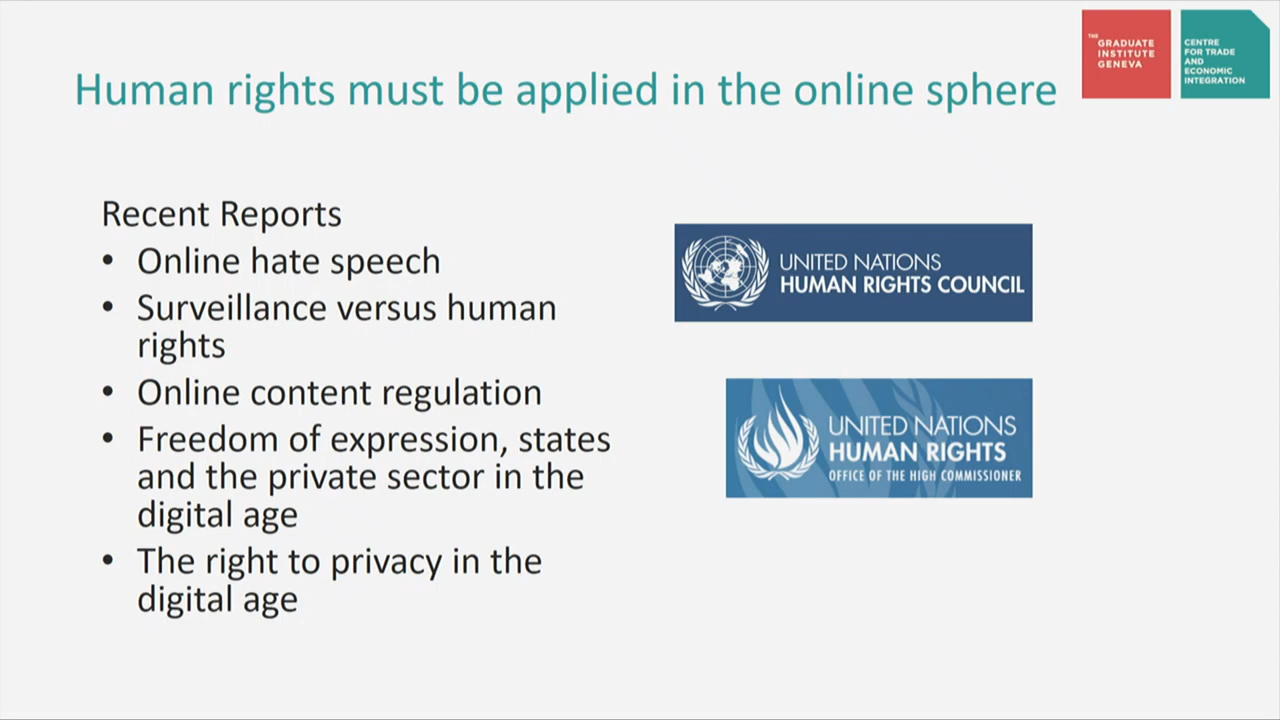 Human rights must be applied in the online sphere
THE
GRADUATE
INSTITUTE
GENEVA
CENTRE
FOR TRADE
AND
ECONOMIC
INTEGRATION
Recent Reports
• Online hate speech
• Surveillance versus human
rights
• Online content regulation
• Freedom of expression, states
and the private sector in the
digital age
• The right to privacy in the
digital age
UNITED NATIONS
HUMAN RIGHTS COUNCIL
UNITED NATIONS
HUMAN RIGHTS
OFFICE OF THE HIGH COMMISSIONER